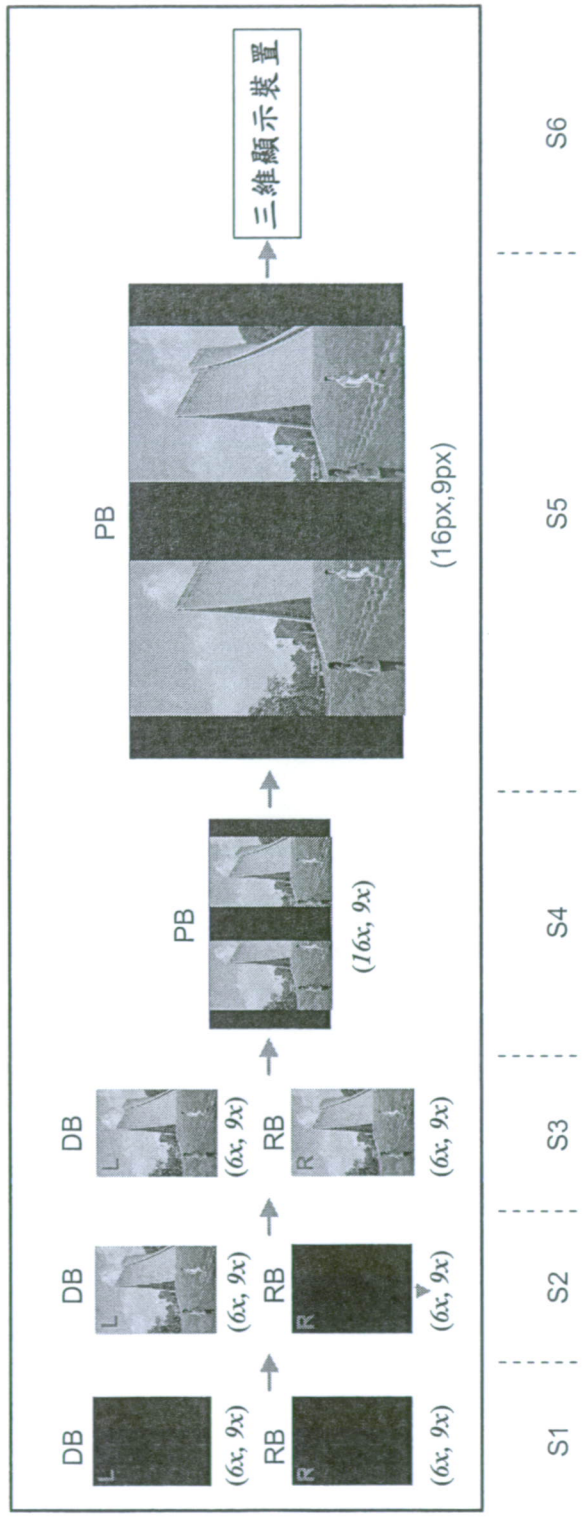 DB
L
(6x, 9x)
RB
R
(6x, 9x)
S1
DB
L
(6x, 9x)
RB
R
(6x, 9x)
S2
DB
L
(6x, 9x)
RB
R
(6x, 9x)
S3
PB
(16x, 9x)
S4
PB
(16px,9px)
S5
三維顯示裝置
S6